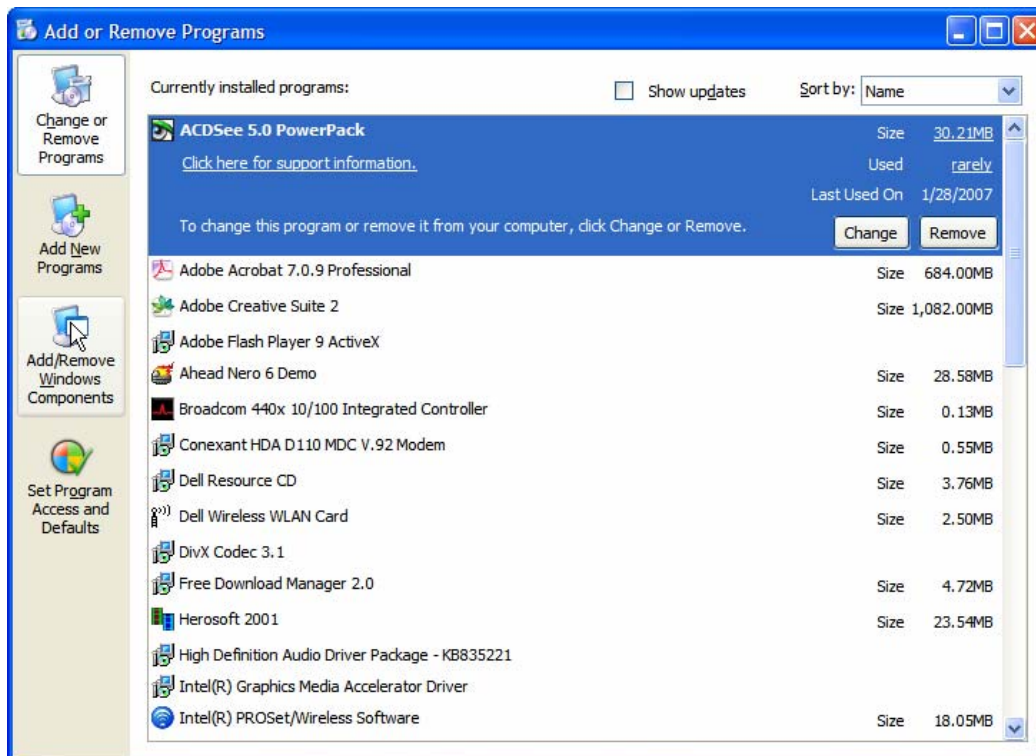 Add or Remove Programs
Change or
Remove
Programs
Add New
Programs
Add/Remove
Windows
Components
Set Program
Access and
Defaults
Currently installed programs:
Show updates
Sort by: Name
ACDSee 5.0 PowerPack
Size 30.21MB
Click here for support information.
Used rarely
Last Used On 1/28/2007
To change this program or remove it from your computer, click Change or Remove.
Change Remove
Adobe Acrobat 7.0.9 Professional Size 684.00MB
Adobe Creative Suite 2 Size 1,082.00MB
Adobe Flash Player 9 ActiveX
Ahead Nero 6 Demo Size 28.58MB
Broadcom 440x 10/100 Integrated Controller Size 0.13MB
Conexant HDA D110 MDC V.92 Modem Size 0.55MB
Dell Resource CD Size 3.76MB
Dell Wireless WLAN Card Size 2.50MB
DivX Codec 3.1
Free Download Manager 2.0 Size 4.72MB
Herosoft 2001 Size 23.54MB
High Definition Audio Driver Package - KB835221
Intel(R) Graphics Media Accelerator Driver
Intel(R) PROSet/Wireless Software Size 18.05MB